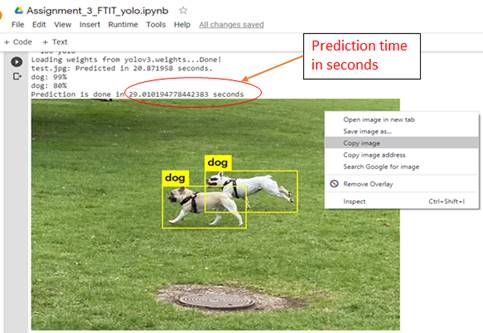 Assignment_3_FTIT_yolo.ipynb
File Edit View Insert Runtime Tools Help All changes saved
+ Code + Text
Loading weights from yolov3.weights...Done!
test.jpg: Predicted in 20.871958 seconds.
dog: 99%
dog: 80%
Prediction is done in 29.010194778442383 seconds
Prediction time
in seconds
Open image in new tab
Save image as...
Copy image
Copy image address
Search Google for image
Remove Overlay
Inspect Ctrl+Shift+I
dog
dog